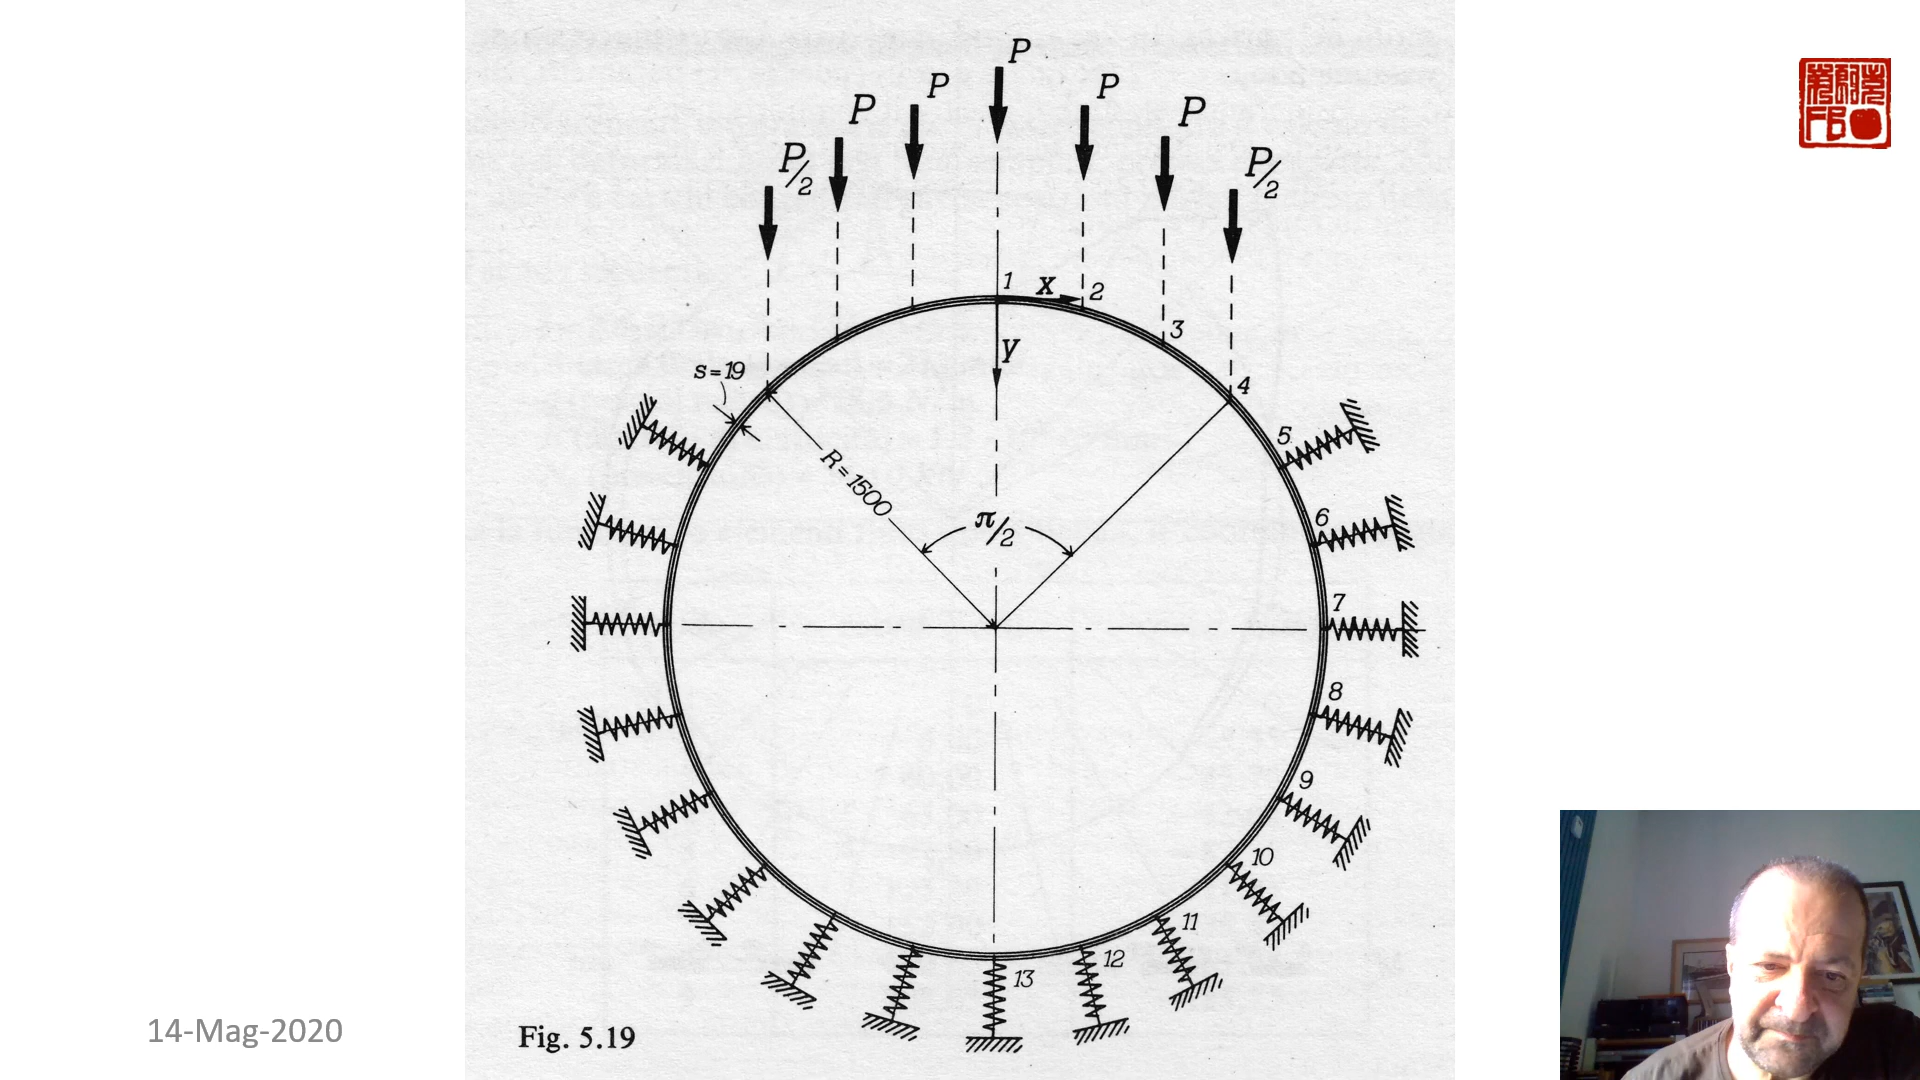 P
P
P
P
P
P/2
P/2
1
x
2
y
3
4
s=19
R=1500
π/2
5
6
7
8
9
10
11
12
13
Fig. 5.19
14-Mag-2020